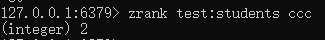 127.0.0.1:6379> zrank test:students ccc
(integer) 2